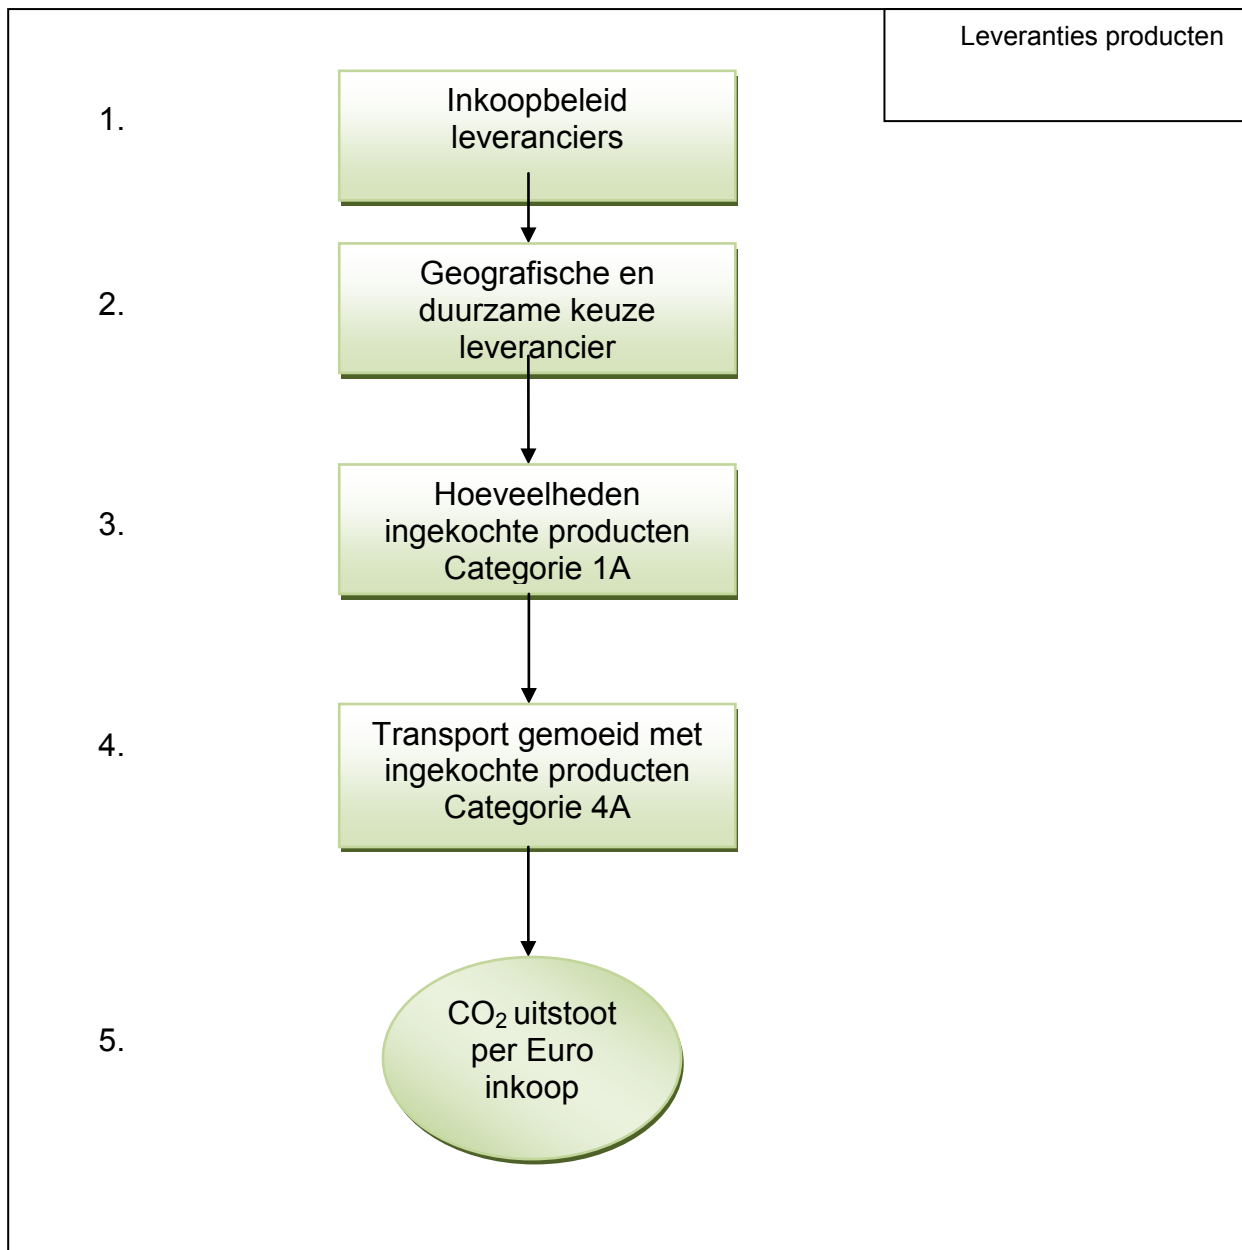 Leveranties producten
1.
Inkoopbeleid
leveranciers
2.
Geografische en
duurzame keuze
leverancier
3.
Hoeveelheden
ingekochte producten
Categorie 1A
4.
Transport gemoeid met
ingekochte producten
Categorie 4A
5.
CO₂ uitstoot
per Euro
inkoop